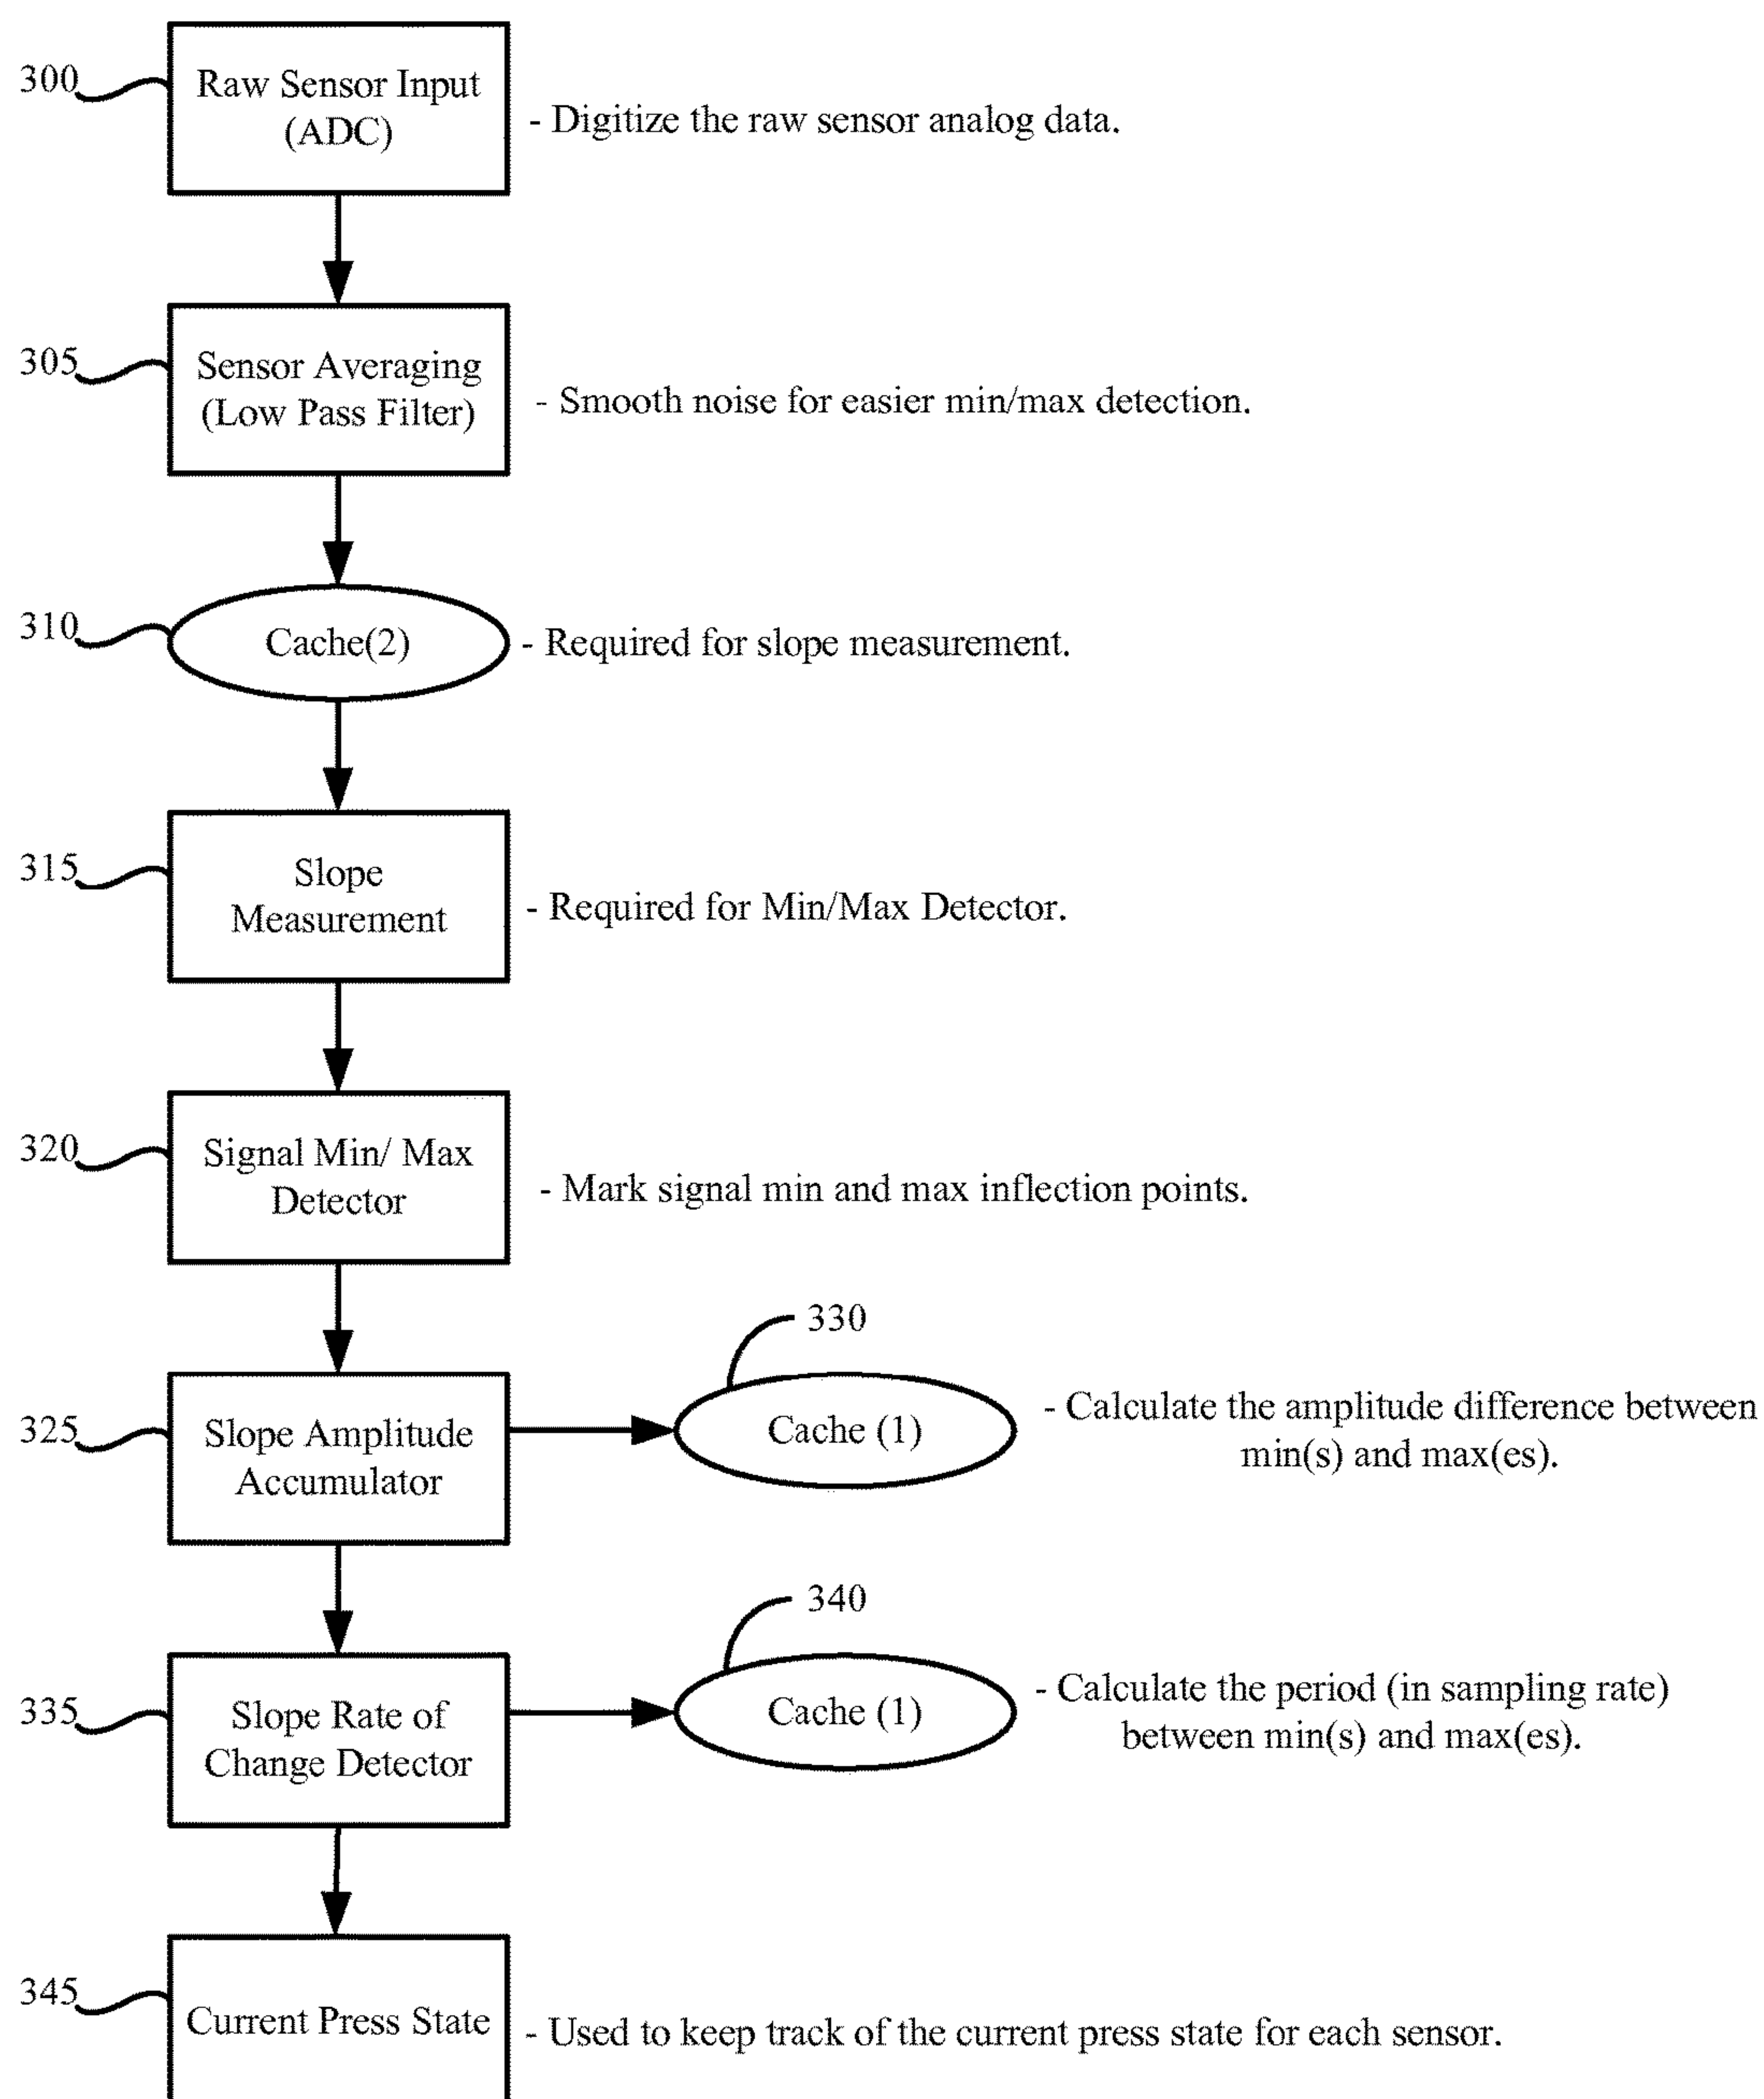 300
Raw Sensor Input
(ADC)
- Digitize the raw sensor analog data.
305
Sensor Averaging
(Low Pass Filter)
- Smooth noise for easier min/max detection.
310
Cache(2)
- Required for slope measurement.
315
Slope
Measurement
- Required for Min/Max Detector.
320
Signal Min/ Max
Detector
- Mark signal min and max inflection points.
325
Slope Amplitude
Accumulator
330
Cache (1)
- Calculate the amplitude difference between
min(s) and max(es).
335
Slope Rate of
Change Detector
340
Cache (1)
- Calculate the period (in sampling rate)
between min(s) and max(es).
345
Current Press State
- Used to keep track of the current press state for each sensor.